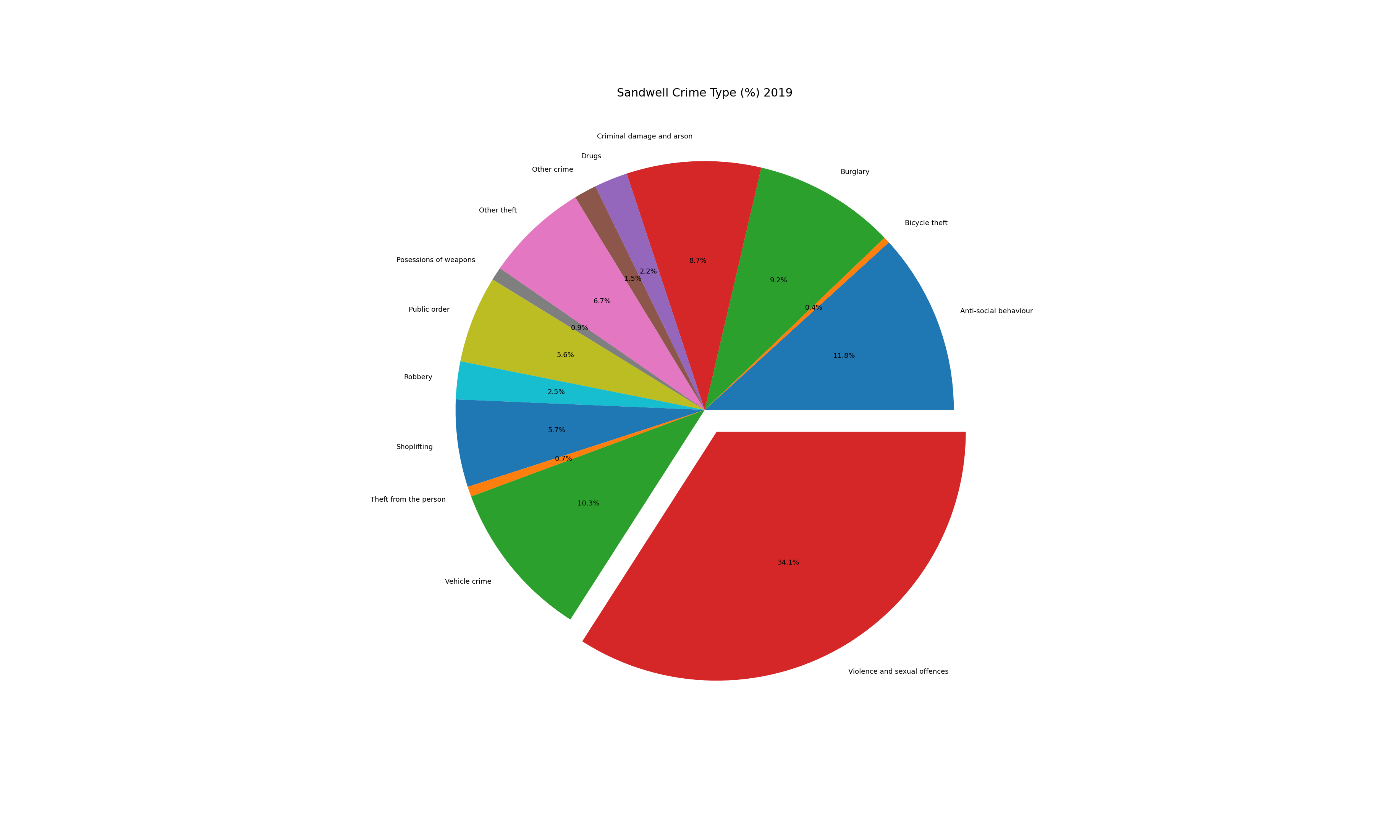 Sandwell Crime Type (%) 2019
Criminal damage and arson
Drugs
Other crime
Burglary
Other theft
Bicycle theft
Posessions of weapons
8.7%
2.2%
1.5%
9.2%
6.7%
0.4%
Public order
Anti-social behaviour
0.9%
5.6%
11.8%
Robbery
2.5%
5.7%
Shoplifting
0.7%
Theft from the person
10.3%
34.1%
Vehicle crime
Violence and sexual offences